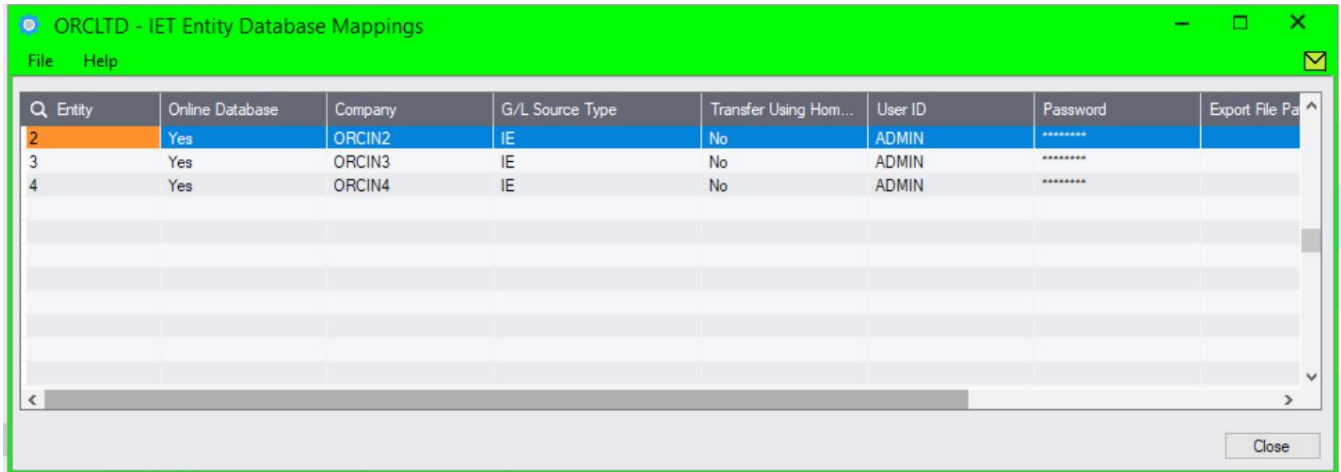 ORCLTD - IET Entity Database Mappings
File Help
Entity Online Database Company G/L Source Type Transfer Using Hom... User ID Password Export File Pa
2 Yes ORCIN2 IE No ADMIN ********
3 Yes ORCIN3 IE No ADMIN ********
4 Yes ORCIN4 IE No ADMIN ********
Close